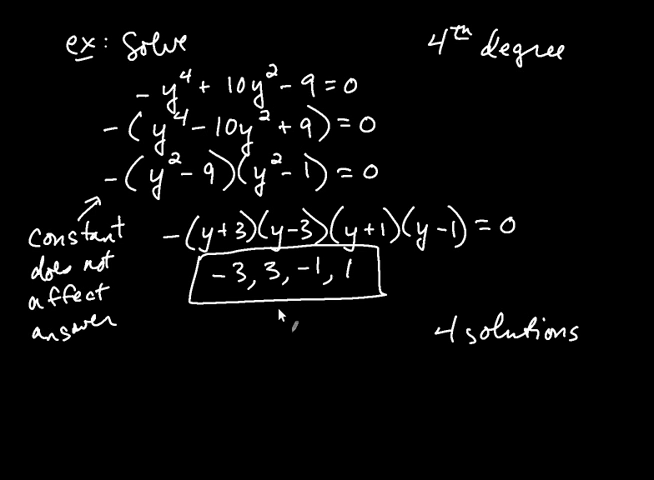 ex: Solve
4th degree
- y⁴ + 10y² - 9 = 0
- (y⁴ - 10y² + 9) = 0
- (y² - 9)(y² - 1) = 0
- (y+3)(y-3)(y+1)(y-1) = 0
constant
does not
affect
answer
-3, 3, -1, 1
4 solutions